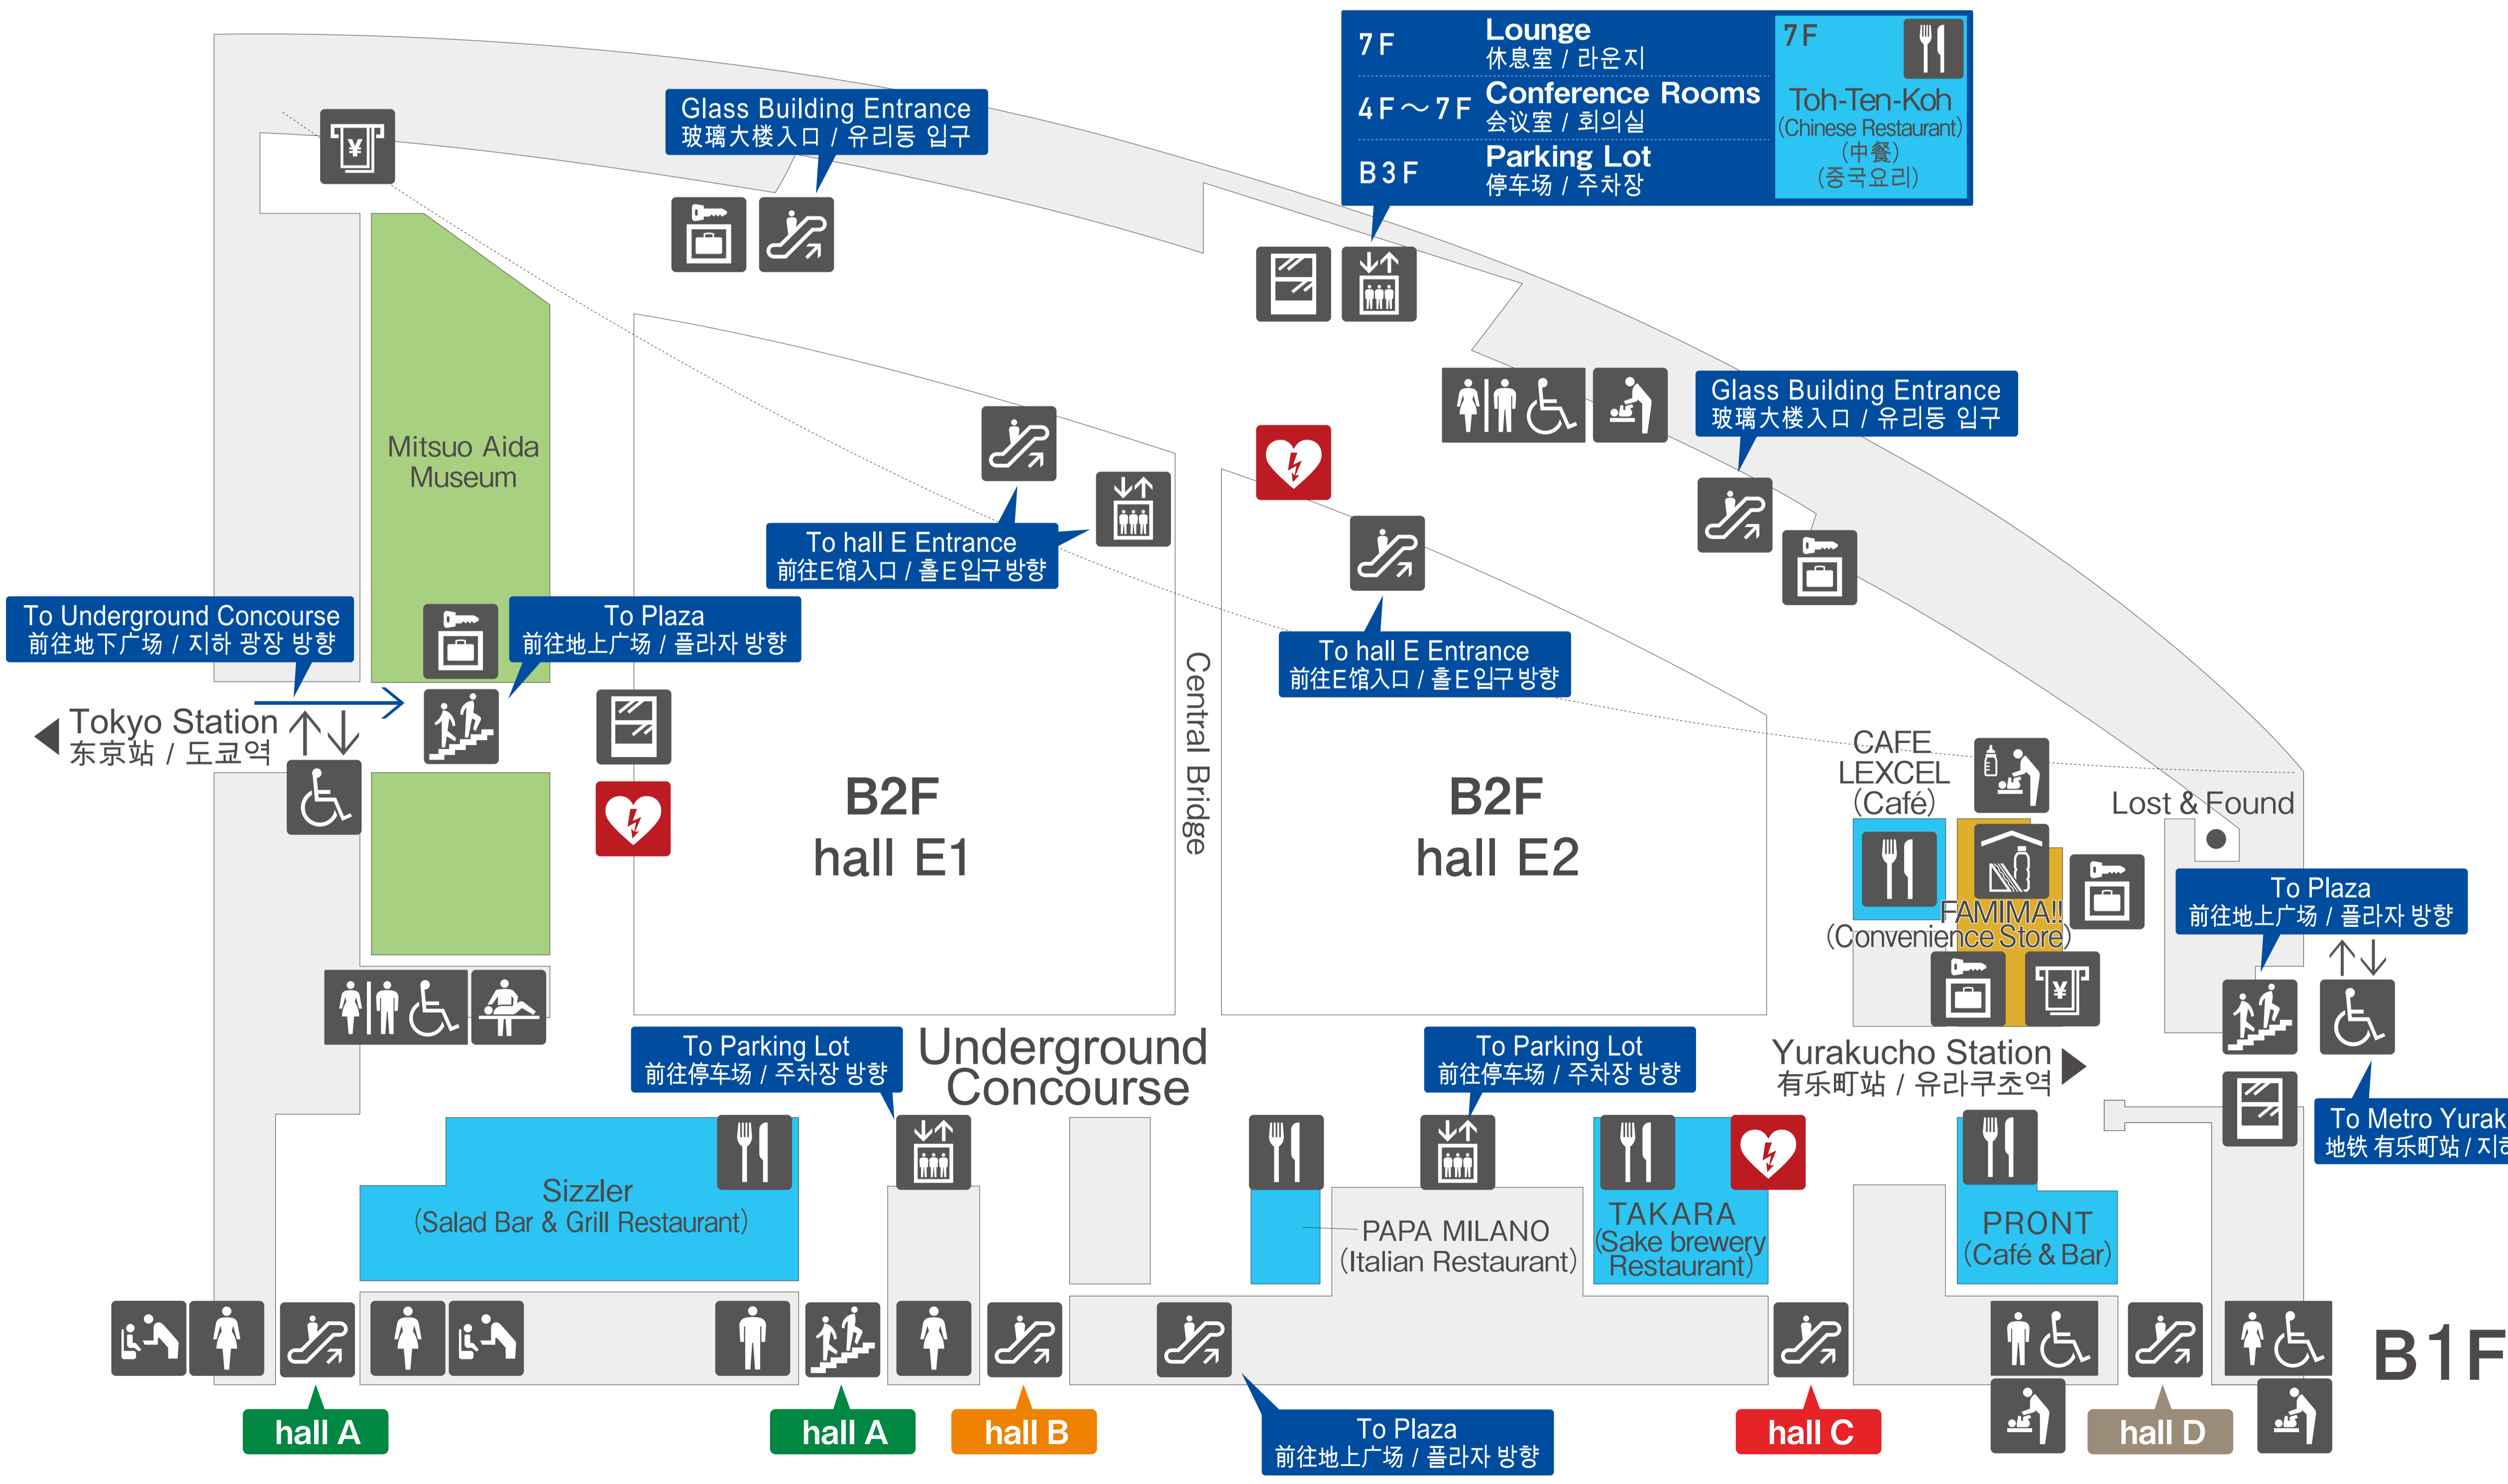 7F Lounge
休息室 / 라운지
4F～7F Conference Rooms
会议室 / 회의실
B3F Parking Lot
停车场 / 주차장
7F
Toh-Ten-Koh
(Chinese Restaurant)
(中餐)
(중국요리)
Glass Building Entrance
玻璃大楼入口 / 유리동 입구
¥
Glass Building Entrance
玻璃大楼入口 / 유리동 입구
Mitsuo Aida
Museum
To hall E Entrance
前往E馆入口 / 홀E입구 방향
To Underground Concourse
前往地下广场 / 지하 광장 방향
To Plaza
前往地上广场 / 플라자 방향
To hall E Entrance
前往E馆入口 / 홀E입구 방향
Central Bridge
Tokyo Station
东京站 / 도쿄역
B2F
hall E1
B2F
hall E2
CAFE
LEXCEL
(Café)
Lost & Found
FAMIMA!!
(Convenience Store)
¥
To Plaza
前往地上广场 / 플라자 방향
To Parking Lot
前往停车场 / 주차장 방향
Underground
Concourse
To Parking Lot
前往停车场 / 주차장 방향
Yurakucho Station
有乐町站 / 유라쿠초역
To Metro Yurak
地铁 有乐町站 / 지하
Sizzler
(Salad Bar & Grill Restaurant)
PAPA MILANO
(Italian Restaurant)
TAKARA
(Sake brewery
Restaurant)
PRONT
(Café & Bar)
B1F
hall A
hall A
hall B
To Plaza
前往地上广场 / 플라자 방향
hall C
hall D